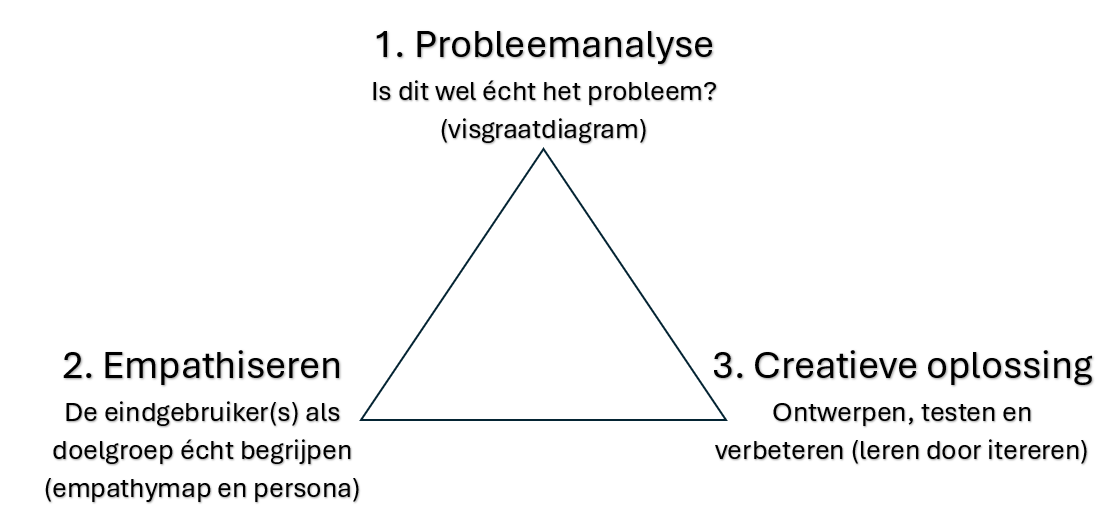 1. Probleemanalyse
Is dit wel écht het probleem?
(visgraatdiagram)
2. Empathiseren
De eindgebruiker(s) als
doelgroep écht begrijpen
(empathymap en persona)
3. Creatieve oplossing
Ontwerpen, testen en
verbeteren (leren door itereren)